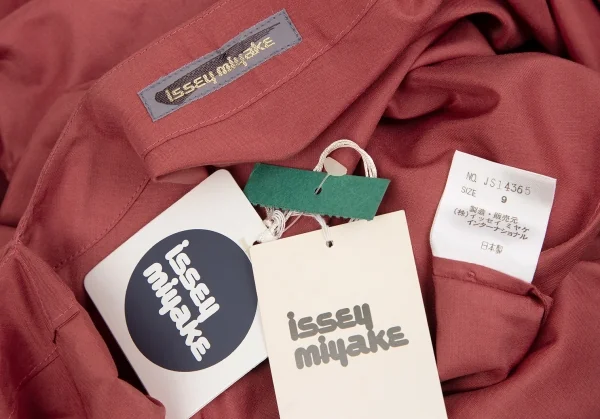 issey miyake
issey
miyake
issey
miyake
NO. JS14365
SIZE 9
製造・販売元
(株)イッセイ ミヤケ
インターナショナル
日本製